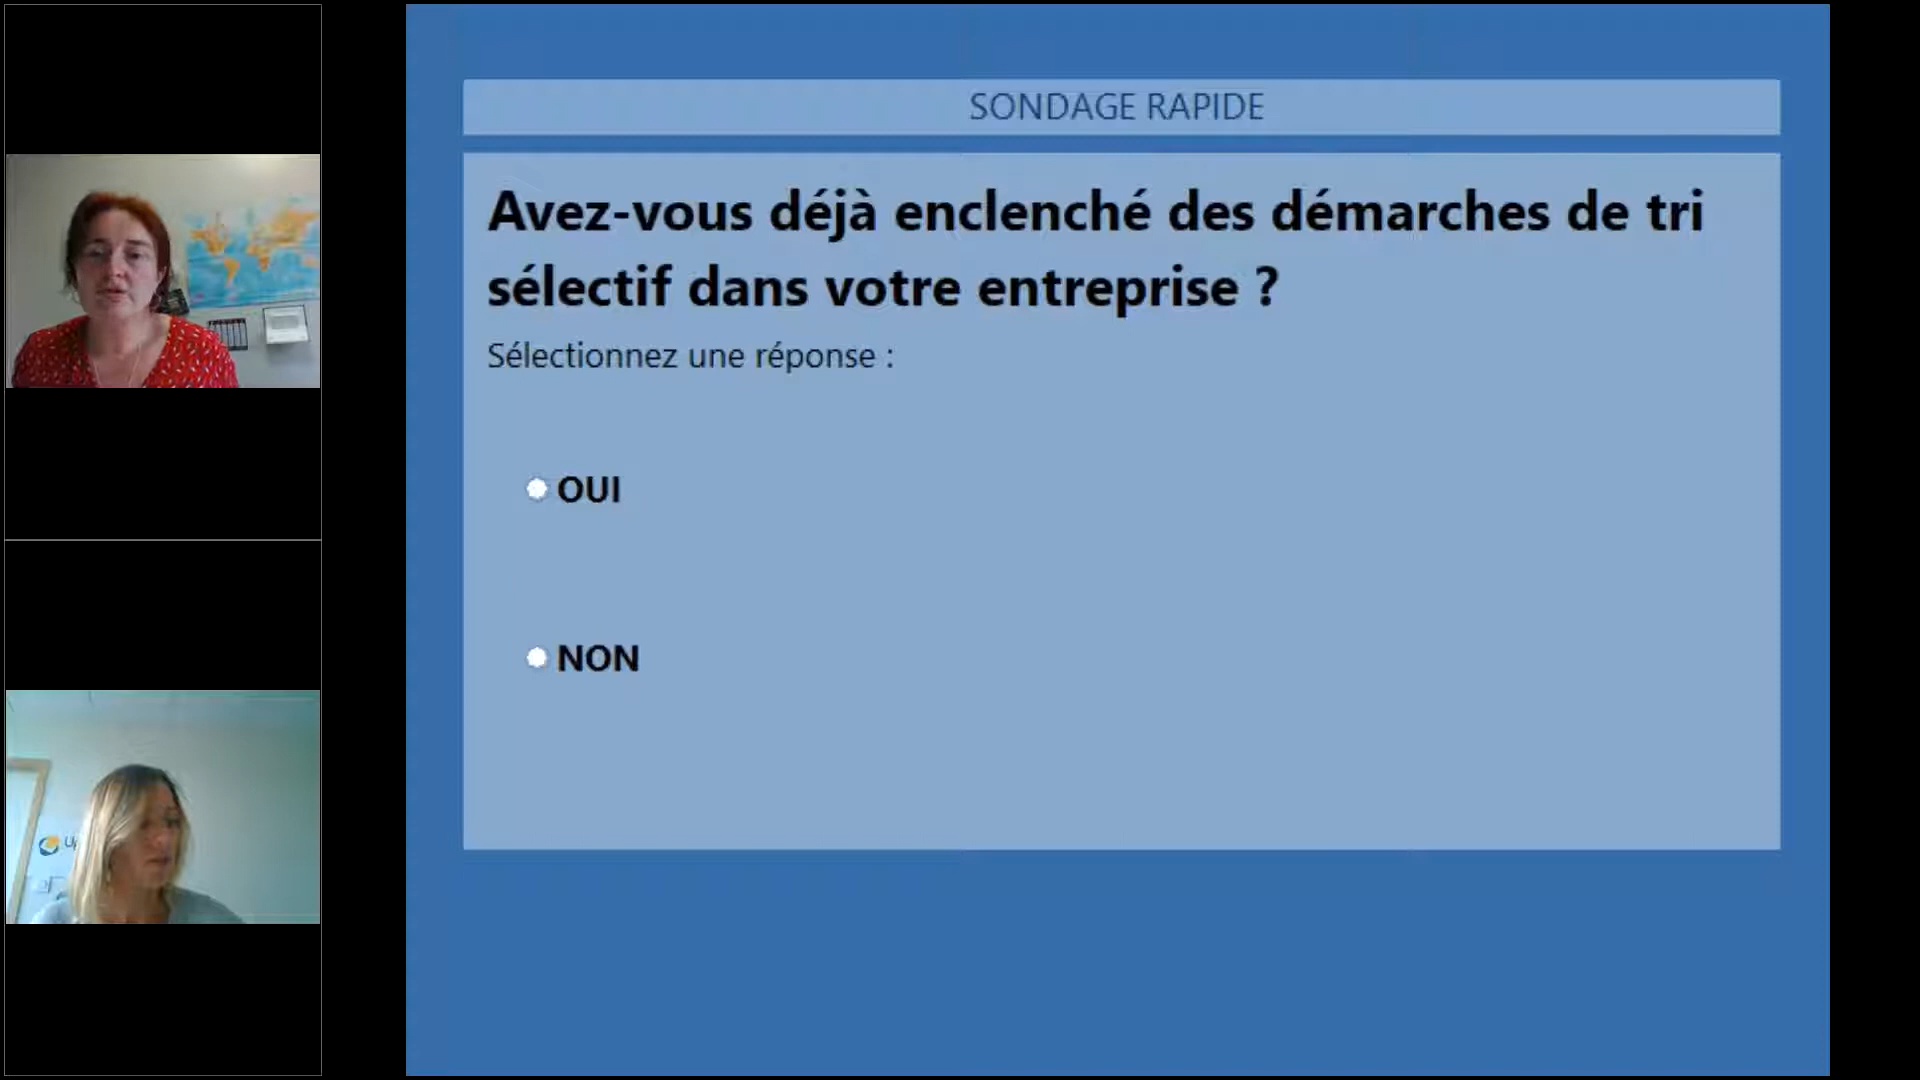 SONDAGE RAPIDE
Avez-vous déjà enclenché des démarches de tri
sélectif dans votre entreprise ?
Sélectionnez une réponse :
OUI
NON